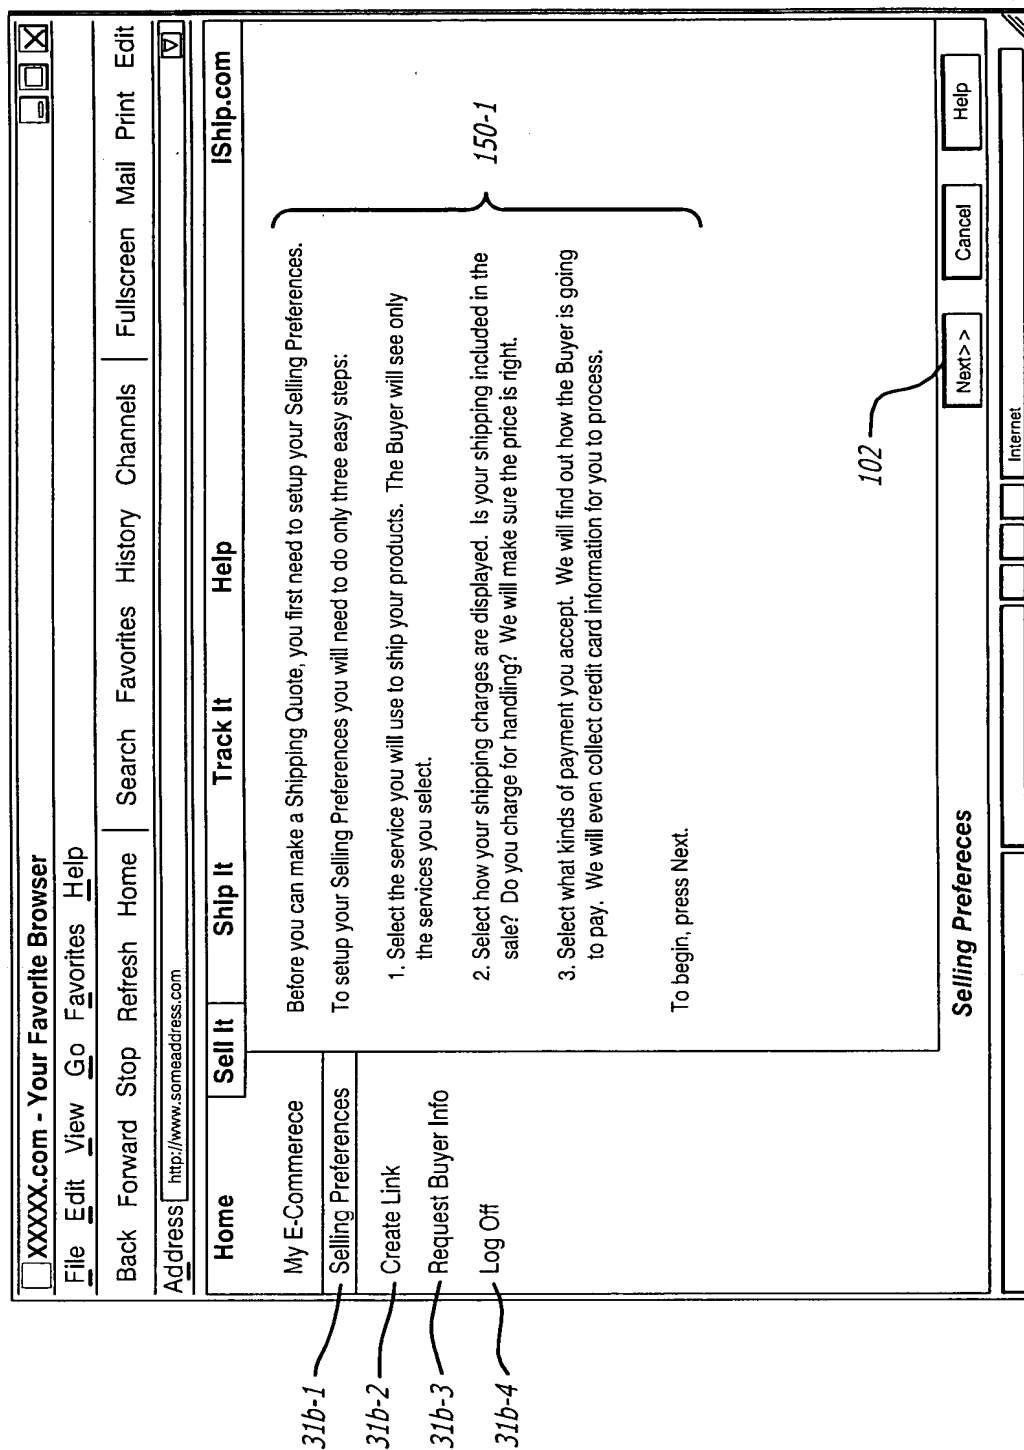 XXXXX.com - Your Favorite Browser
File Edit View Go Favorites Help
Back Forward Stop Refresh Home Search Favorites History Channels Fullscreen Mail Print Edit
Address http://www.someaddress.com
Home Sell It Ship It Track It Help IShip.com
My E-Commerece
Selling Preferences
Create Link
Request Buyer Info
Log Off
31b-1
31b-2
31b-3
31b-4
Before you can make a Shipping Quote, you first need to setup your Selling Preferences.
To setup your Selling Preferences you will need to do only three easy steps:
1. Select the service you will use to ship your products. The Buyer will see only
the services you select.
2. Select how your shipping charges are displayed. Is your shipping included in the
sale? Do you charge for handling? We will make sure the price is right.
3. Select what kinds of payment you accept. We will find out how the Buyer is going
to pay. We will even collect credit card information for you to process.
To begin, press Next.
150-1
102
Selling Prefereces
Next>> Cancel Help
Internet